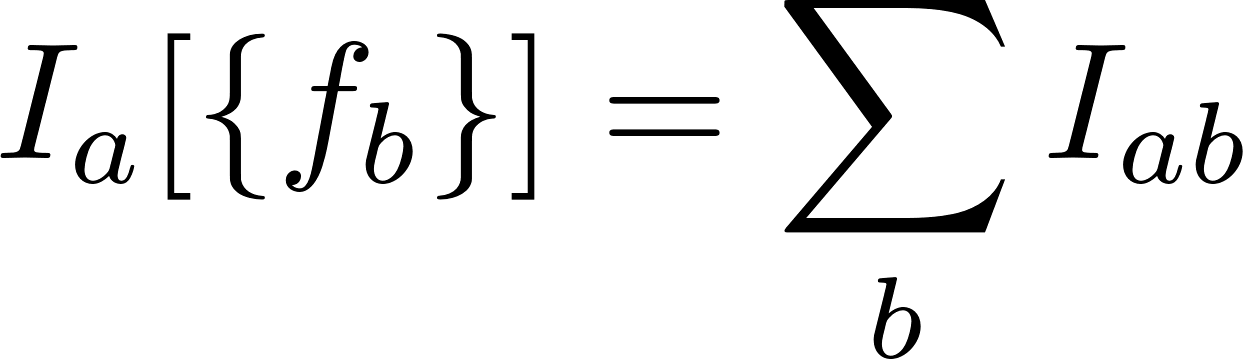 I_a[{f_b}] = \sum_b I_{ab}